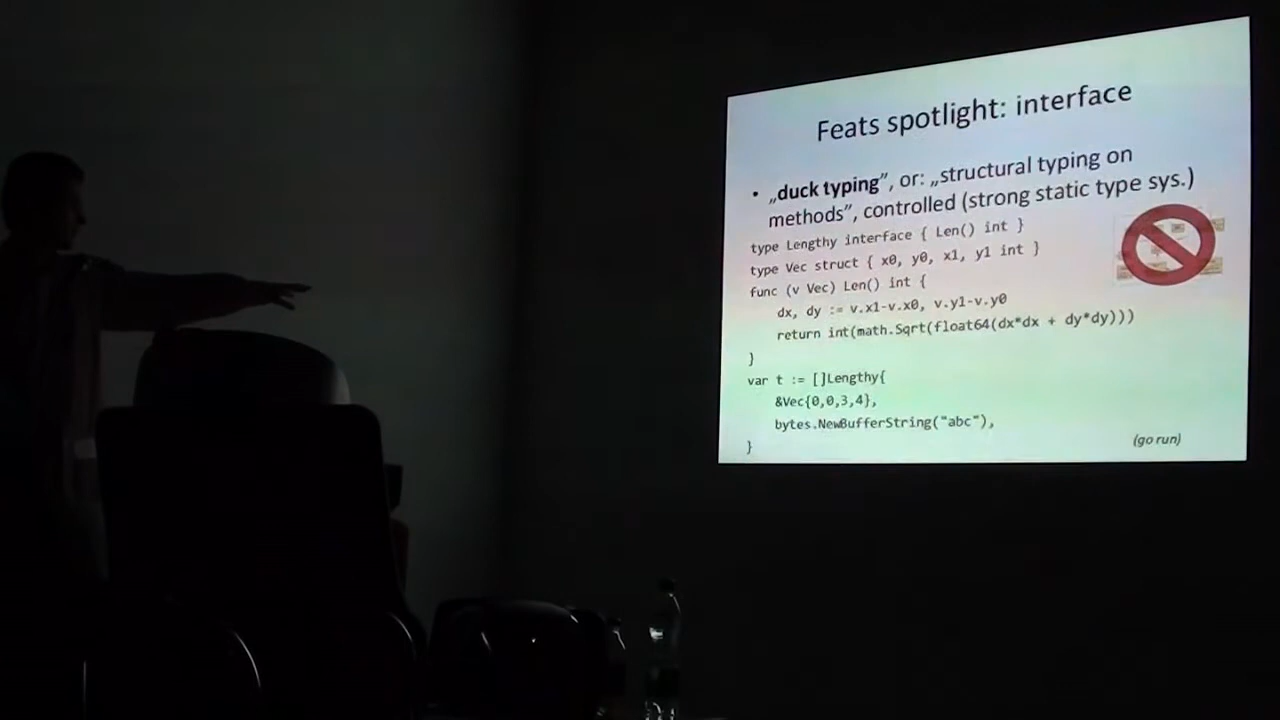 Feats spotlight: interface
• „duck typing”, or: „structural typing on
methods”, controlled (strong static type sys.)
type Lengthy interface { Len() int }
type Vec struct { x0, y0, x1, y1 int }
func (v Vec) Len() int {
dx, dy := v.x1-v.x0, v.y1-v.y0
return int(math.Sqrt(float64(dx*dx + dy*dy)))
}
var t := []Lengthy{
&Vec{0,0,3,4},
bytes.NewBufferString("abc"),
}
(go run)